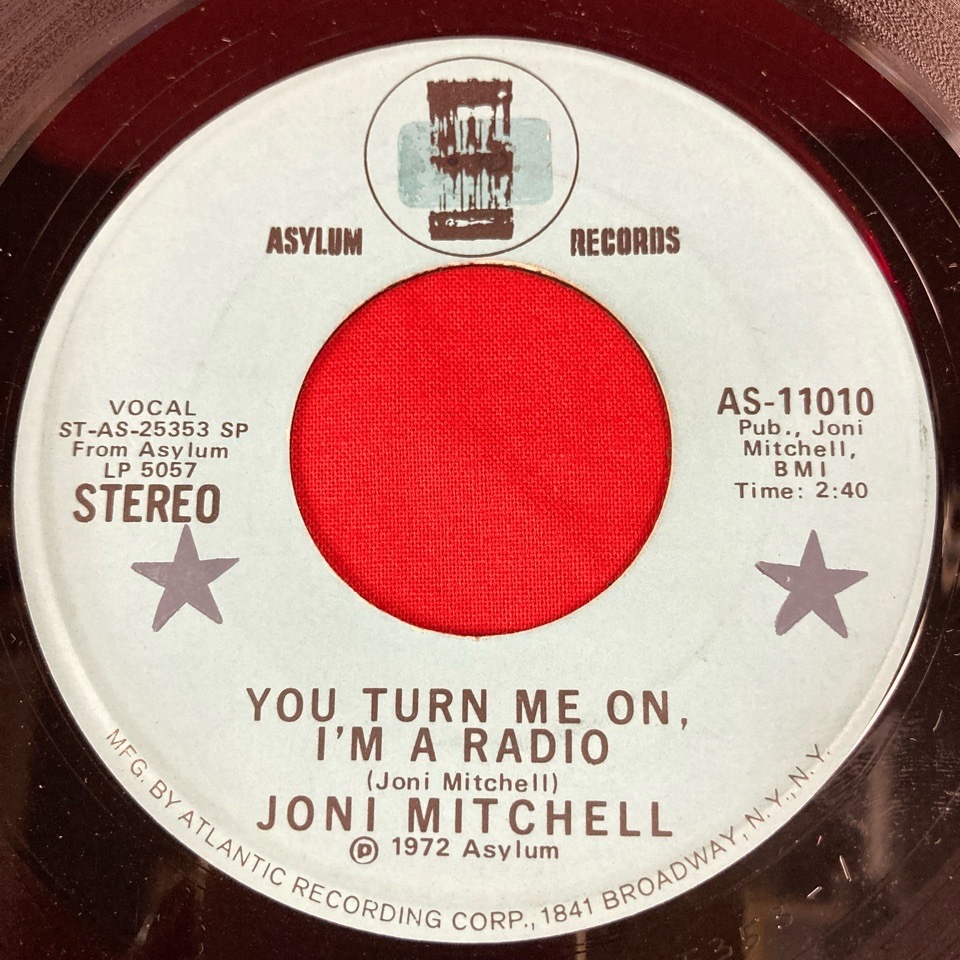 ASYLUM RECORDS
VOCAL
ST-AS-25353 SP
From Asylum
LP 5057
STEREO
AS-11010
Pub., Joni
Mitchell,
BMI
Time: 2:40
YOU TURN ME ON,
I'M A RADIO
(Joni Mitchell)
JONI MITCHELL
Ⓟ 1972 Asylum
MFG. BY ATLANTIC RECORDING CORP., 1841 BROADWAY, N.Y., N.Y.